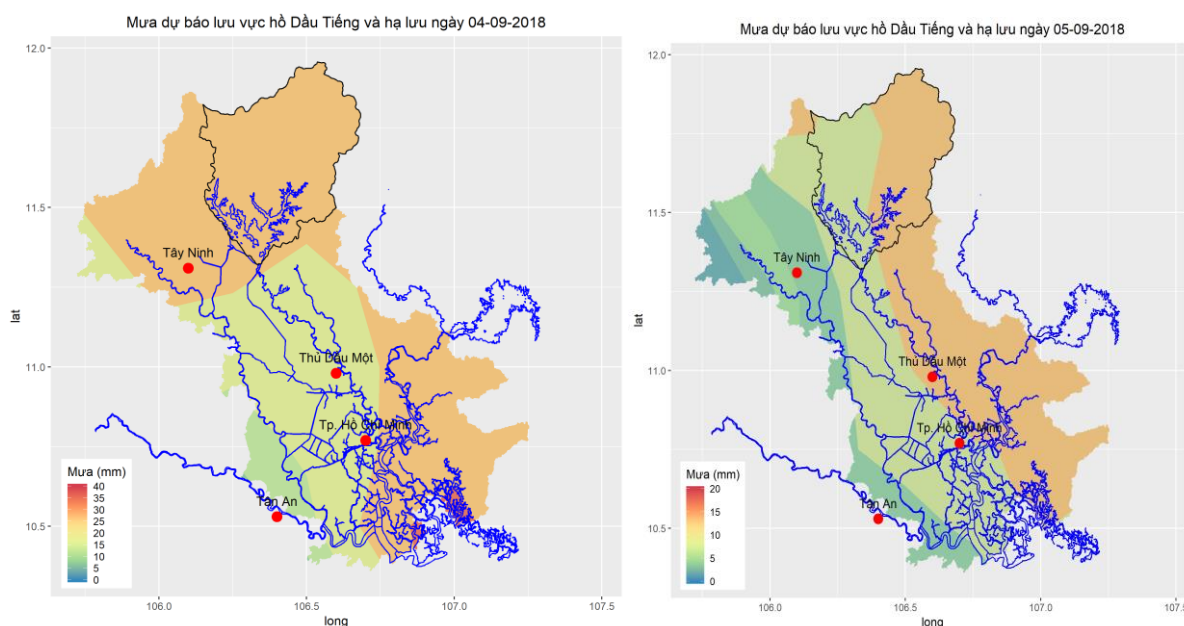 Mưa dự báo lưu vực hồ Dầu Tiếng và hạ lưu ngày 04-09-2018
12.0
11.5
11.0
10.5
lat
Tây Ninh
Thủ Dầu Một
Tp. Hồ Chí Minh
Tân An
Mưa (mm)
40
35
30
25
20
15
10
5
0
106.0
106.5
107.0
107.5
long
Mưa dự báo lưu vực hồ Dầu Tiếng và hạ lưu ngày 05-09-2018
12.0
11.5
11.0
10.5
lat
Tây Ninh
Thủ Dầu Một
Tp. Hồ Chí Minh
Tân An
Mưa (mm)
20
15
10
5
0
106.0
106.5
107.0
107.5
long